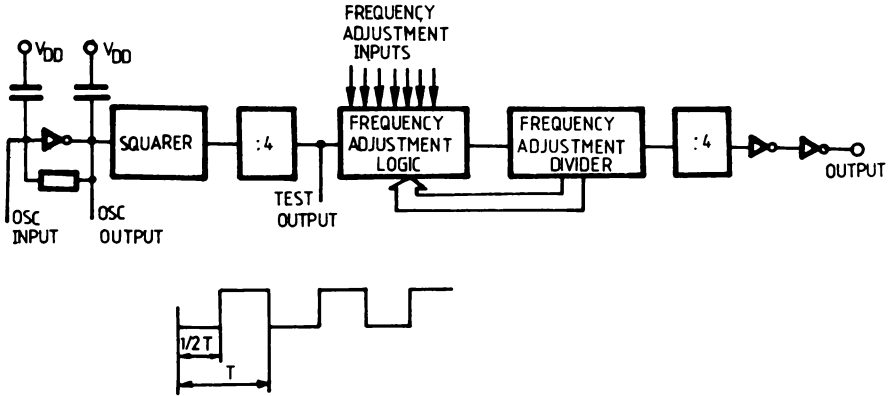 FREQUENCY
ADJUSTMENT
INPUTS
VDD
VDD
SQUARER
:4
FREQUENCY
ADJUSTMENT
LOGIC
FREQUENCY
ADJUSTMENT
DIVIDER
:4
OUTPUT
TEST
OUTPUT
OSC
INPUT
OSC
OUTPUT
1/2 T
T